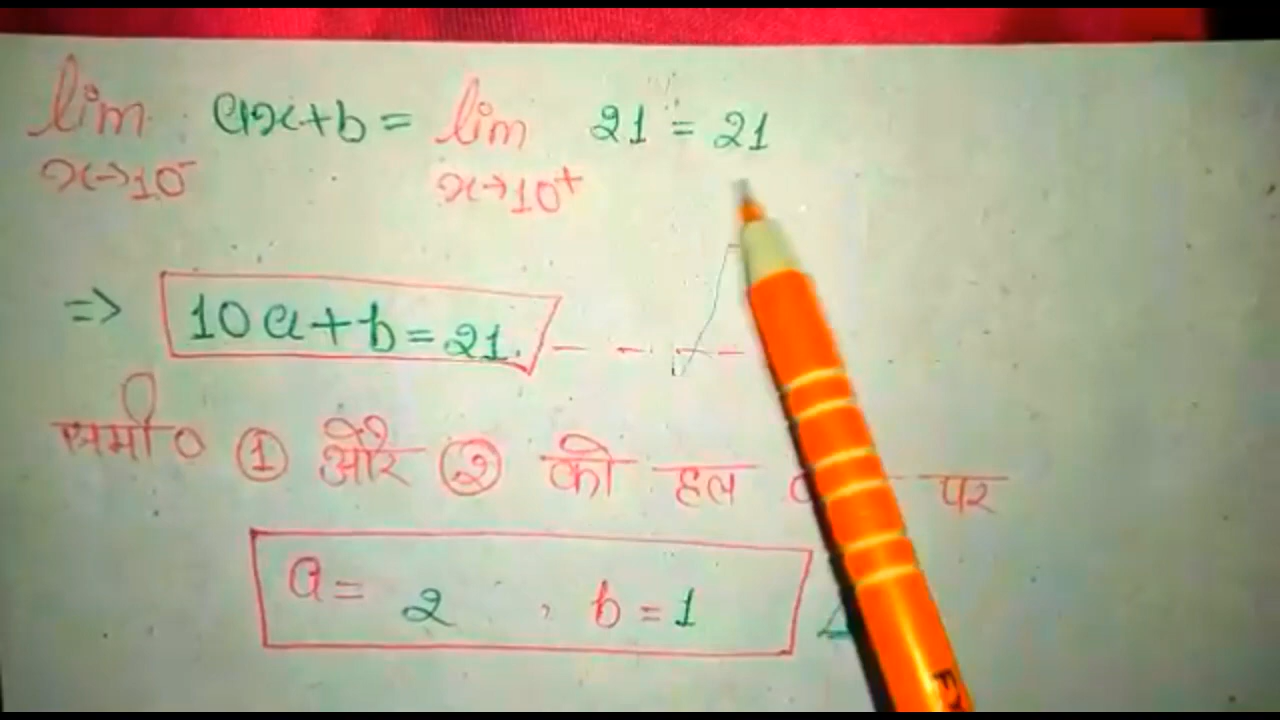 lim ax+b = lim 21 = 21
x→10⁻ x→10⁺
⇒ 10a+b=21.
समी० ① और ② को हल पर
a= 2 , b=1